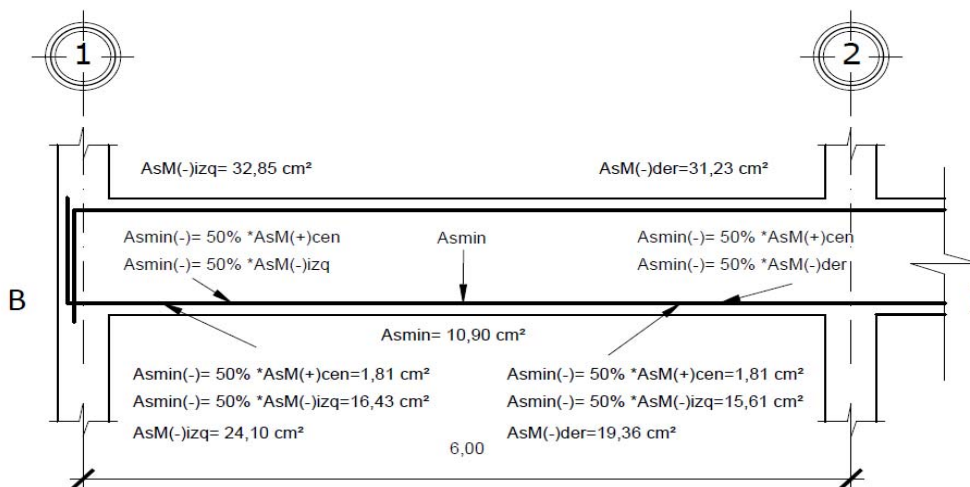 1
2
AsM(-)izq= 32,85 cm²
AsM(-)der=31,23 cm²
Asmin(-)= 50% *AsM(+)cen
Asmin(-)= 50% *AsM(-)izq
Asmin
Asmin(-)= 50% *AsM(+)cen
Asmin(-)= 50% *AsM(-)der
B
Asmin= 10,90 cm²
Asmin(-)= 50% *AsM(+)cen=1,81 cm²
Asmin(-)= 50% *AsM(-)izq=16,43 cm²
AsM(-)izq= 24,10 cm²
Asmin(-)= 50% *AsM(+)cen=1,81 cm²
Asmin(-)= 50% *AsM(-)izq=15,61cm²
AsM(-)der= 19,36 cm²
6,00